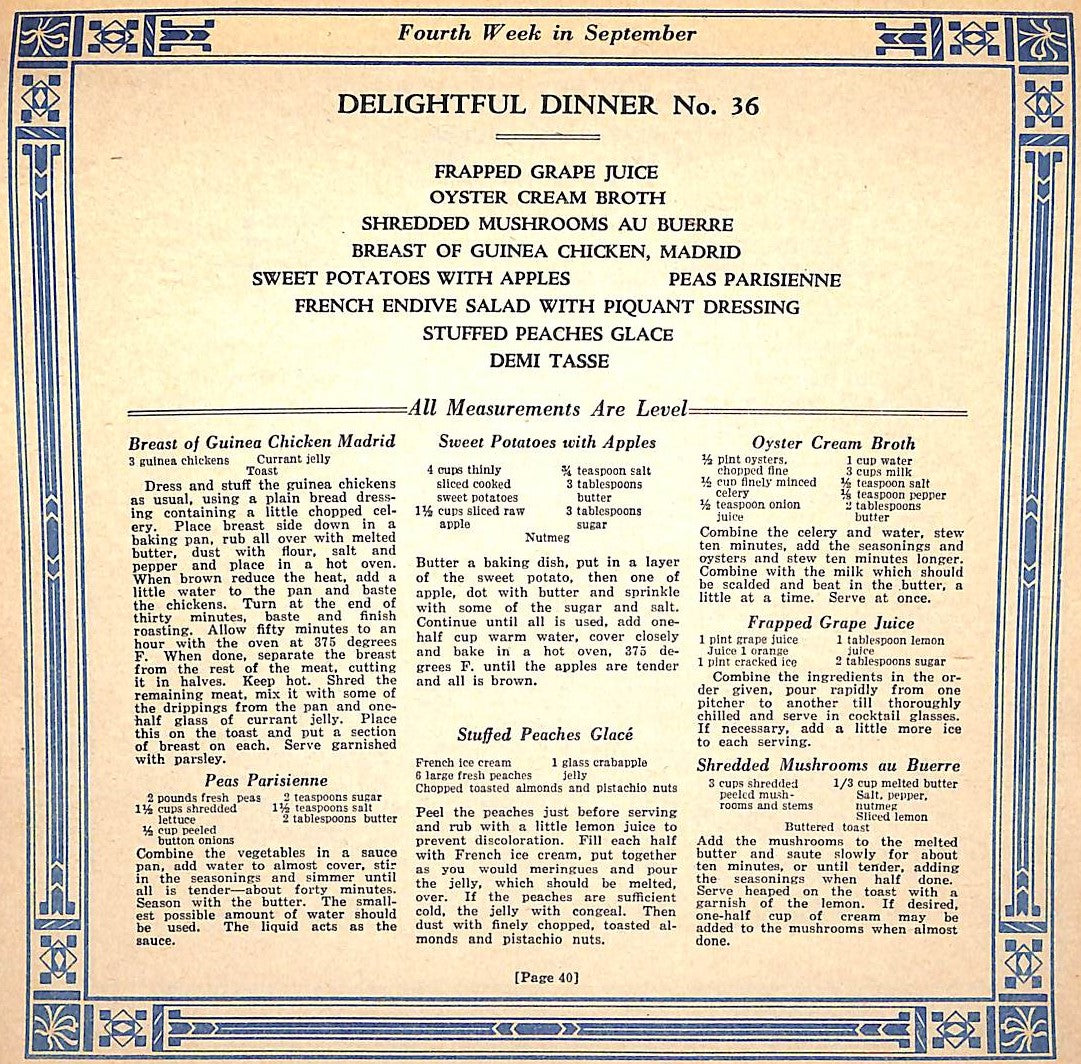 Fourth Week in September
DELIGHTFUL DINNER No. 36
FRAPPED GRAPE JUICE
OYSTER CREAM BROTH
SHREDDED MUSHROOMS AU BUERRE
BREAST OF GUINEA CHICKEN, MADRID
SWEET POTATOES WITH APPLES PEAS PARISIENNE
FRENCH ENDIVE SALAD WITH PIQUANT DRESSING
STUFFED PEACHES GLACE
DEMI TASSE
All Measurements Are Level
Breast of Guinea Chicken Madrid
3 guinea chickens Currant jelly
Toast
Dress and stuff the guinea chickens
as usual, using a plain bread dress-
ing containing a little chopped cel-
ery. Place breast side down in a
baking pan, rub all over with melted
butter, dust with flour, salt and
pepper and place in a hot oven.
When brown reduce the heat, add a
little water to the pan and baste
the chickens. Turn at the end of
thirty minutes, baste and finish
roasting. Allow fifty minutes to an
hour with the oven at 375 degrees
F. When done, separate the breast
from the rest of the meat, cutting
it in halves. Keep hot. Shred the
remaining meat, mix it with some of
the drippings from the pan and one-
half glass of currant jelly. Place
this on the toast and put a section
of breast on each. Serve garnished
with parsley.
Peas Parisienne
2 pounds fresh peas 2 teaspoons sugar
1½ cups shredded 1½ teaspoons salt
lettuce 2 tablespoons butter
½ cup peeled
button onions
Combine the vegetables in a sauce
pan, add water to almost cover, stir
in the seasonings and simmer until
all is tender—about forty minutes.
Season with the butter. The small-
est possible amount of water should
be used. The liquid acts as the
sauce.
Sweet Potatoes with Apples
4 cups thinly ¾ teaspoon salt
sliced cooked 3 tablespoons
sweet potatoes butter
1½ cups sliced raw 3 tablespoons
apple sugar
Nutmeg
Butter a baking dish, put in a layer
of the sweet potato, then one of
apple, dot with butter and sprinkle
with some of the sugar and salt.
Continue until all is used, add one-
half cup warm water, cover closely
and bake in a hot oven, 375 de-
grees F. until the apples are tender
and all is brown.
Stuffed Peaches Glacé
French ice cream 1 glass crabapple
6 large fresh peaches jelly
Chopped toasted almonds and pistachio nuts
Peel the peaches just before serving
and rub with a little lemon juice to
prevent discoloration. Fill each half
with French ice cream, put together
as you would meringues and pour
the jelly, which should be melted,
over. If the peaches are sufficient
cold, the jelly with congeal. Then
dust with finely chopped, toasted al-
monds and pistachio nuts.
Oyster Cream Broth
½ pint oysters, 1 cup water
chopped fine 3 cups milk
½ cup finely minced ½ teaspoon salt
celery ⅛ teaspoon pepper
½ teaspoon onion 2 tablespoons
juice butter
Combine the celery and water, stew
ten minutes, add the seasonings and
oysters and stew ten minutes longer.
Combine with the milk which should
be scalded and beat in the butter, a
little at a time. Serve at once.
Frapped Grape Juice
1 pint grape juice 1 tablespoon lemon
Juice 1 orange juice
1 pint cracked ice 2 tablespoons sugar
Combine the ingredients in the or-
der given, pour rapidly from one
pitcher to another till thoroughly
chilled and serve in cocktail glasses.
If necessary, add a little more ice
to each serving.
Shredded Mushrooms au Buerre
3 cups shredded 1/3 cup melted butter
peeled mush- Salt, pepper,
rooms and stems nutmeg
Sliced lemon
Buttered toast
Add the mushrooms to the melted
butter and saute slowly for about
ten minutes, or until tender, adding
the seasonings when half done.
Serve heaped on the toast with a
garnish of the lemon. If desired,
one-half cup of cream may be
added to the mushrooms when almost
done.
[Page 40]